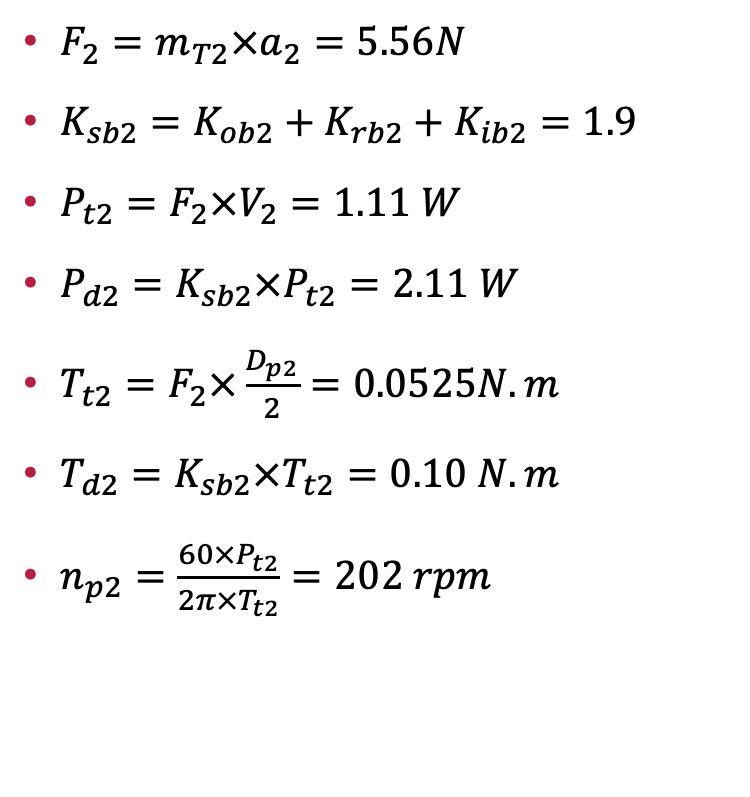 • F₂ = m_T2×a₂ = 5.56N
• K_sb2 = K_ob2 + K_rb2 + K_ib2 = 1.9
• P_t2 = F₂×V₂ = 1.11 W
• P_d2 = K_sb2×P_t2 = 2.11 W
• T_t2 = F₂×D_p2/2 = 0.0525N.m
• T_d2 = K_sb2×T_t2 = 0.10 N.m
• n_p2 = 60×P_t2/2π×T_t2 = 202 rpm